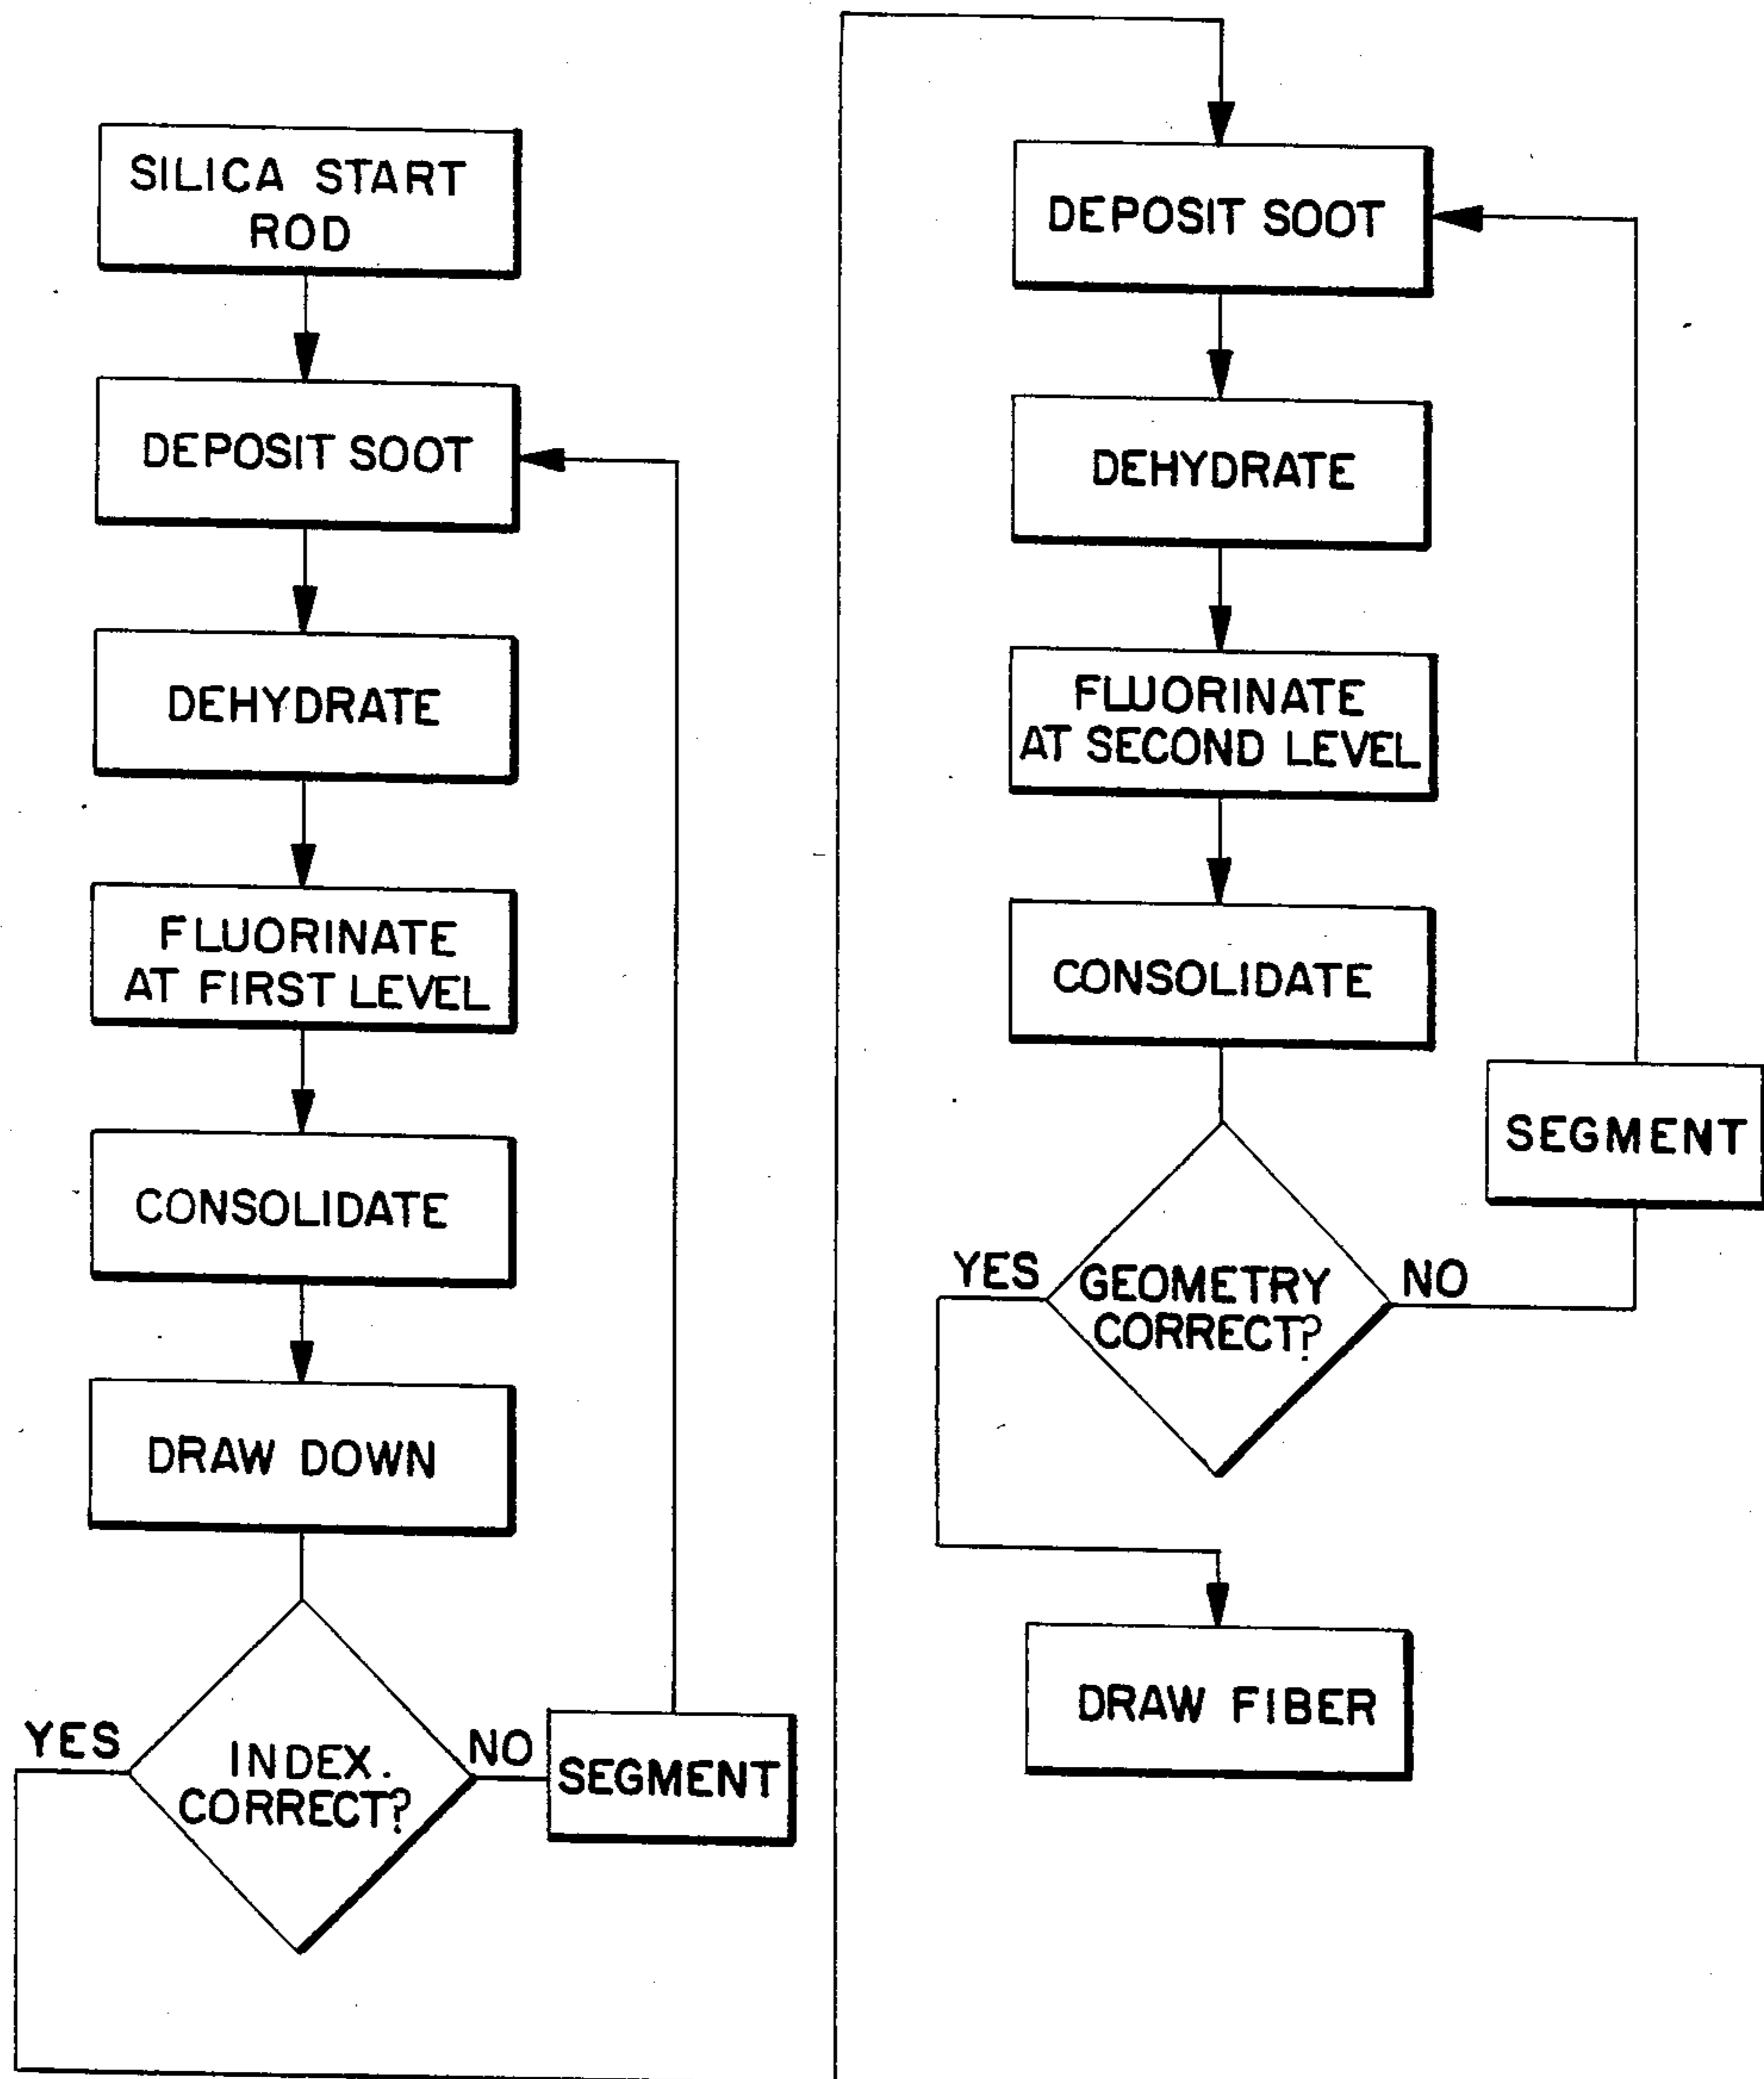 SILICA START
ROD
DEPOSIT SOOT
DEHYDRATE
FLUORINATE
AT FIRST LEVEL
CONSOLIDATE
DRAW DOWN
YES
INDEX.
CORRECT?
NO
SEGMENT
DEPOSIT SOOT
DEHYDRATE
FLUORINATE
AT SECOND LEVEL
CONSOLIDATE
SEGMENT
YES
GEOMETRY
CORRECT?
NO
DRAW FIBER